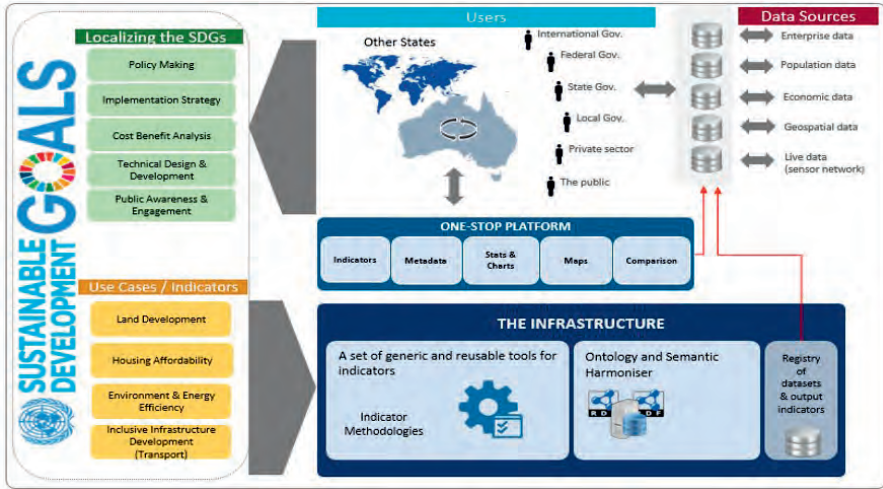 SUSTAINABLE
DEVELOPMENT
GOALS
Localizing the SDGs
Policy Making
Implementation Strategy
Cost Benefit Analysis
Technical Design &
Development
Public Awareness &
Engagement
Use Cases / Indicators
Land Development
Housing Affordability
Environment & Energy
Efficiency
Inclusive Infrastructure
Development
(Transport)
Users
Other States
International Gov.
Federal Gov.
State Gov.
Local Gov.
Private sector
The public
Data Sources
Enterprise data
Population data
Economic data
Geospatial data
Live data
(sensor network)
ONE-STOP PLATFORM
Indicators
Metadata
Stats &
Charts
Maps
Comparison
THE INFRASTRUCTURE
A set of generic and reusable tools for
indicators
Indicator
Methodologies
Ontology and Semantic
Harmoniser
R D
D F
Registry
of
datasets
& output
indicators